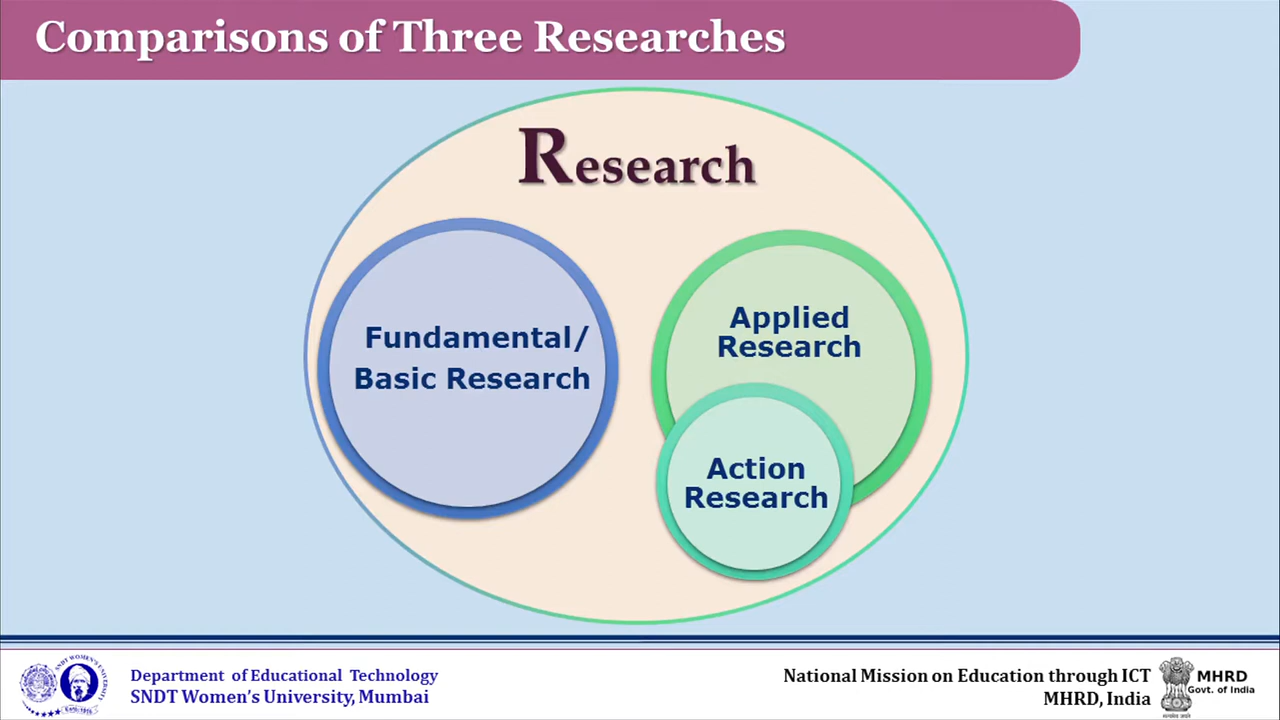 Comparisons of Three Researches
Research
Fundamental/
Basic Research
Applied
Research
Action
Research
Department of Educational Technology
SNDT Women's University, Mumbai
National Mission on Education through ICT
MHRD, India
MHRD
Govt. of India